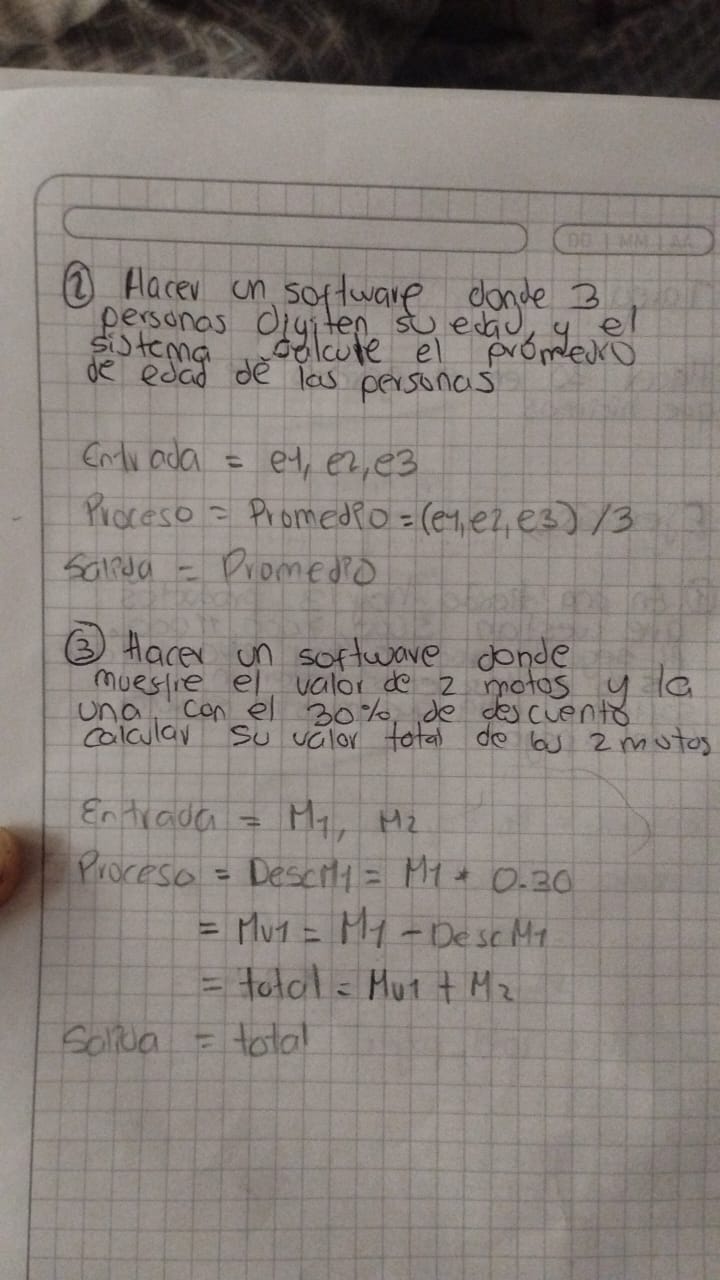 DD MM AA
② Hacer un software donde 3
personas digiten su edad, y el
sistema calcule el promedio
de edad de las personas
Entrada = e1, e2, e3
Proceso = Promedio = (e1, e2, e3) / 3
Salida = Promedio
③ Hacer un software donde
muestre el valor de 2 motos y la
una con el 30% de descuento
calcular su valor total de las 2 motos
Entrada = M1, M2
Proceso = DescM1 = M1 * 0.30
= Mv1 = M1 - DescM1
= total = Mv1 + M2
Salida = total